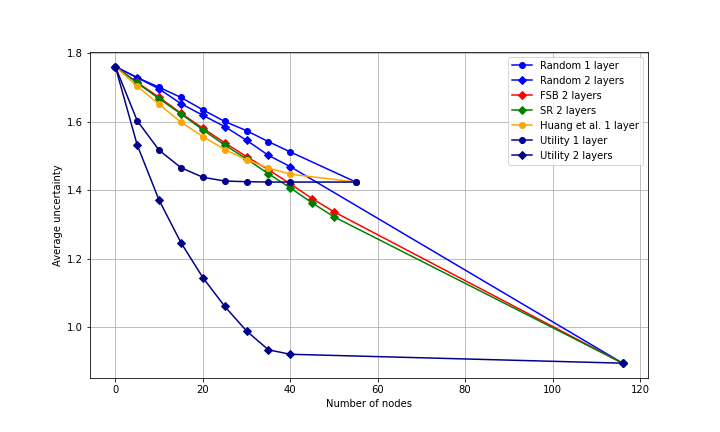 1.8
1.6
1.4
1.2
1.0
Average uncertainty
0 20 40 60 80 100 120
Number of nodes
Random 1 layer
Random 2 layers
FSB 2 layers
SR 2 layers
Huang et al. 1 layer
Utility 1 layer
Utility 2 layers